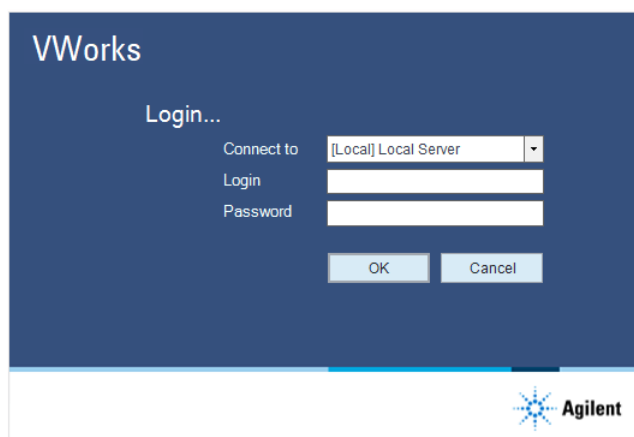 VWorks
Login...
Connect to [Local] Local Server
Login
Password
OK Cancel
Agilent